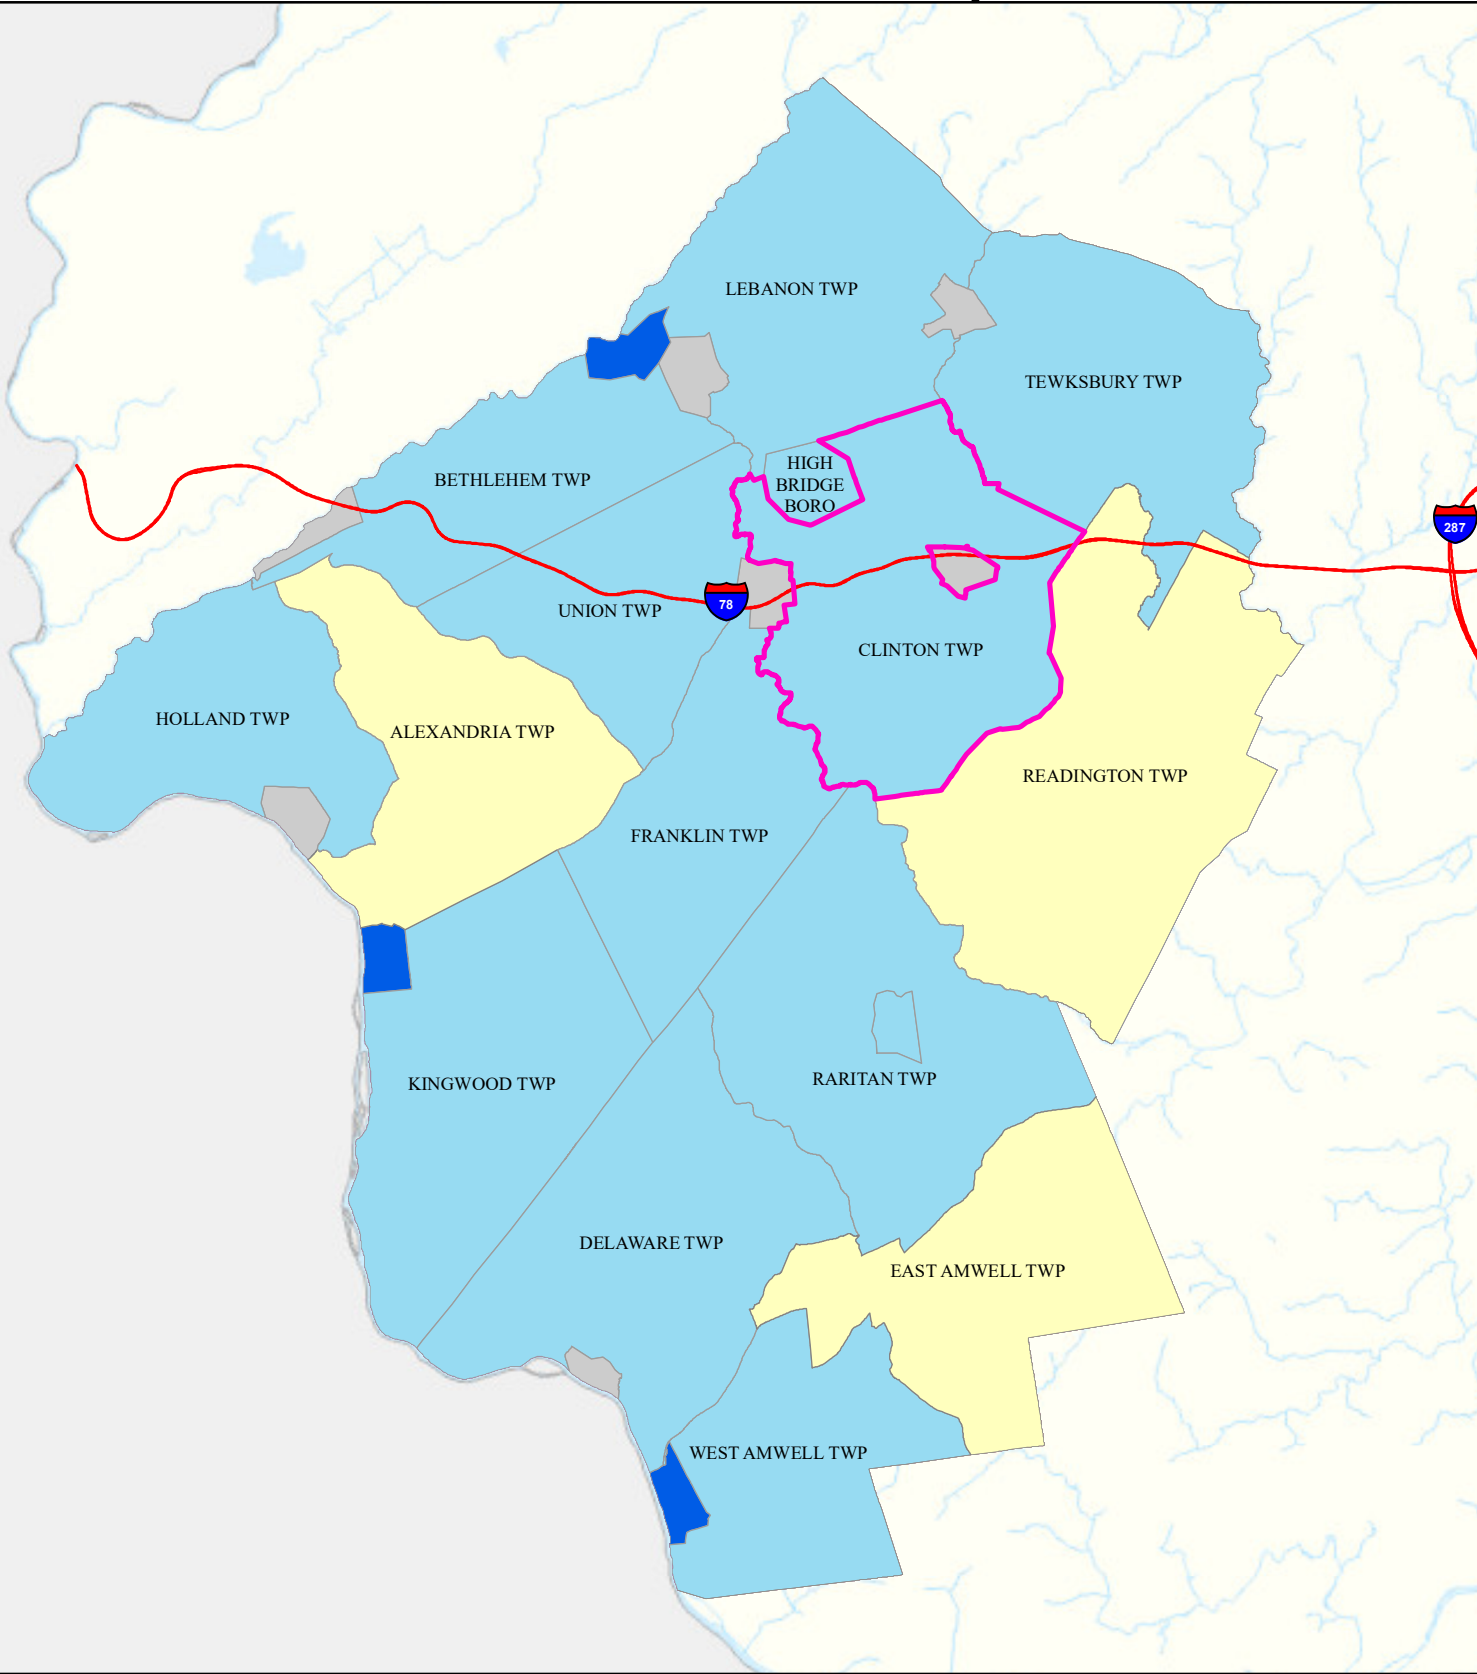 LEBANON TWP
TEWKSBURY TWP
HIGH
BRIDGE
BORO
BETHLEHEM TWP
287
78
UNION TWP
CLINTON TWP
HOLLAND TWP
ALEXANDRIA TWP
READINGTON TWP
FRANKLIN TWP
KINGWOOD TWP
RARITAN TWP
DELAWARE TWP
EAST AMWELL TWP
WEST AMWELL TWP